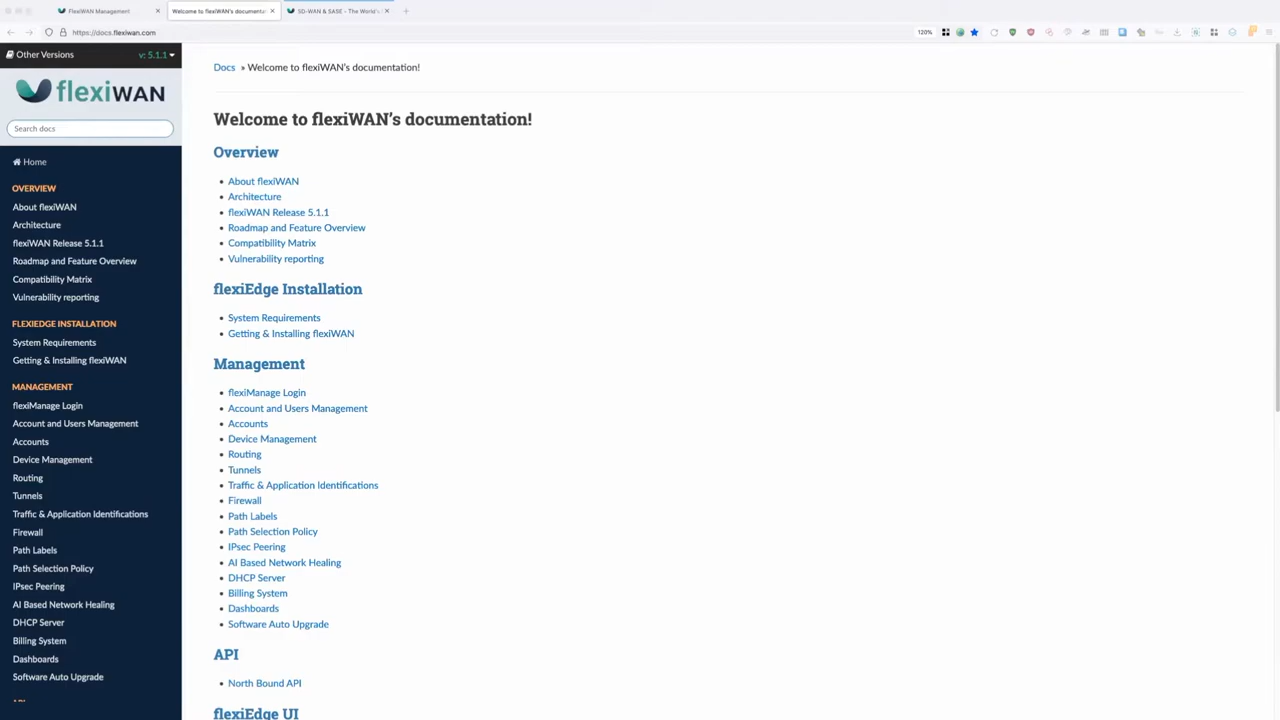 FlexiWAN Management
Welcome to flexiWAN's documenta
SD-WAN & SASE - The World's
https://docs.flexiwan.com
120%
Other Versions
v: 5.1.1
flexiWAN
Search docs
Home
OVERVIEW
About flexiWAN
Architecture
flexiWAN Release 5.1.1
Roadmap and Feature Overview
Compatibility Matrix
Vulnerability reporting
FLEXIEDGE INSTALLATION
System Requirements
Getting & Installing flexiWAN
MANAGEMENT
flexiManage Login
Account and Users Management
Accounts
Device Management
Routing
Tunnels
Traffic & Application Identifications
Firewall
Path Labels
Path Selection Policy
IPsec Peering
AI Based Network Healing
DHCP Server
Billing System
Dashboards
Software Auto Upgrade
API
Docs » Welcome to flexiWAN's documentation!
Welcome to flexiWAN's documentation!
Overview
About flexiWAN
Architecture
flexiWAN Release 5.1.1
Roadmap and Feature Overview
Compatibility Matrix
Vulnerability reporting
flexiEdge Installation
System Requirements
Getting & Installing flexiWAN
Management
flexiManage Login
Account and Users Management
Accounts
Device Management
Routing
Tunnels
Traffic & Application Identifications
Firewall
Path Labels
Path Selection Policy
IPsec Peering
AI Based Network Healing
DHCP Server
Billing System
Dashboards
Software Auto Upgrade
API
North Bound API
flexiEdge UI